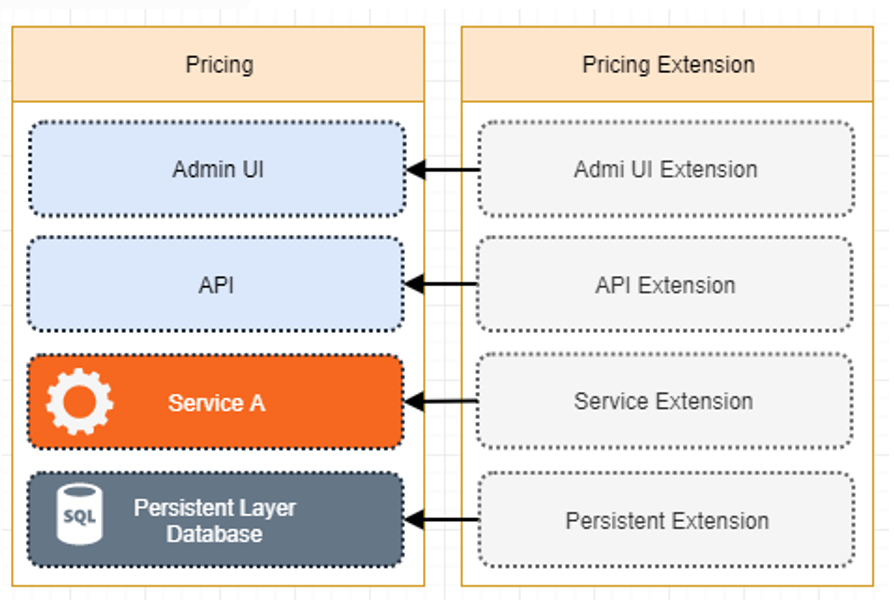 Pricing
Pricing Extension
Admin UI
Admi UI Extension
API
API Extension
Service A
Service Extension
SQL
Persistent Layer
Database
Persistent Extension